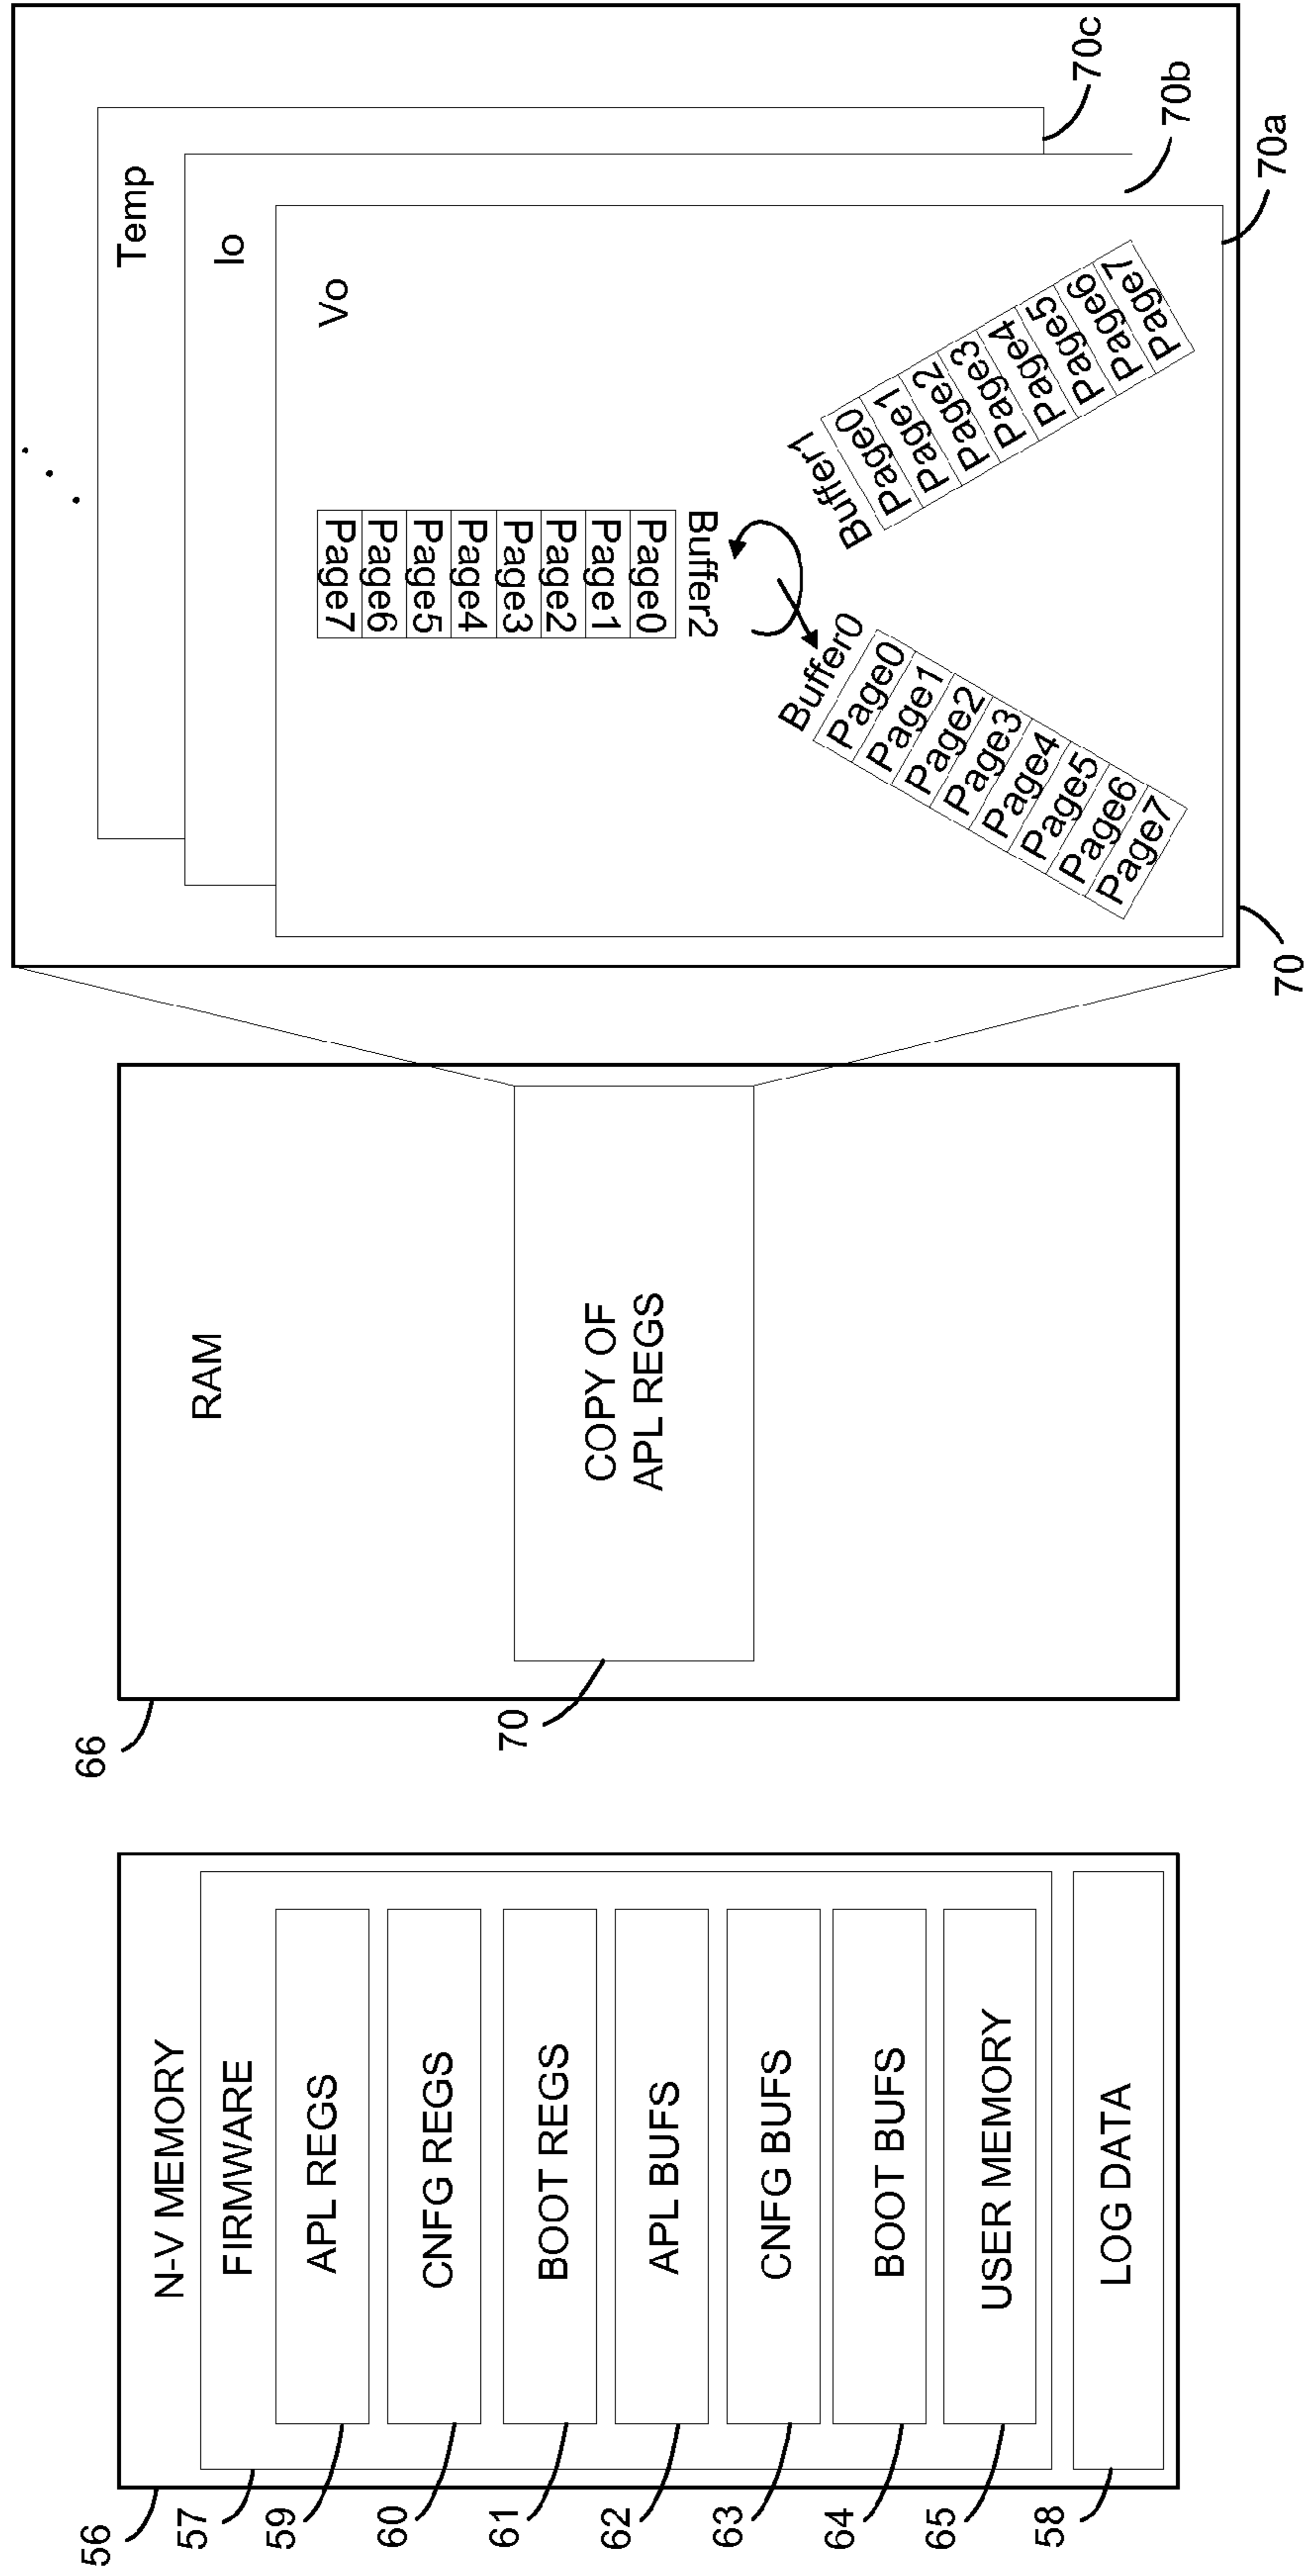 56
57
59
60
61
62
63
64
65
58
N-V MEMORY
FIRMWARE
APL REGS
CNFG REGS
BOOT REGS
APL BUFS
CNFG BUFS
BOOT BUFS
USER MEMORY
LOG DATA
66
RAM
70
COPY OF
APL REGS
Temp
Io
Vo
Page7
Page6
Page5
Page4
Page3
Page2
Page1
Page0
Buffer2
Buffer0
Page0
Page1
Page2
Page3
Page4
Page5
Page6
Page7
Buffer1
Page0
Page1
Page2
Page3
Page4
Page5
Page6
Page7
70c
70b
70a
70